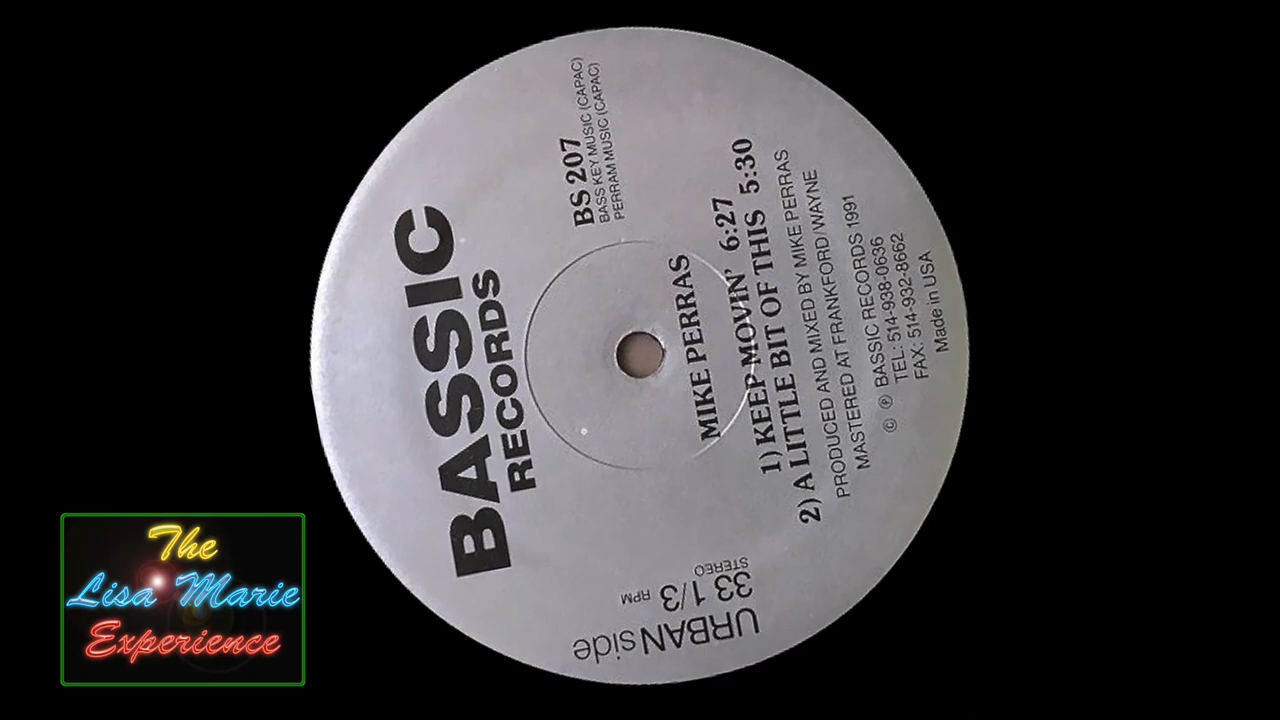 BASSIC
RECORDS
BS 207
BASS KEY MUSIC (CAPAC)
PERRAM MUSIC (CAPAC)
MIKE PERRAS
1) KEEP MOVIN' 6:27
2) A LITTLE BIT OF THIS 5:30
PRODUCED AND MIXED BY MIKE PERRAS
MASTERED AT FRANKFORD/WAYNE
© ℗ BASSIC RECORDS 1991
TEL: 514-938-0636
FAX: 514-932-8662
Made in USA
URBAN side
33 1/3 RPM
STEREO
The
Lisa Marie
Experience